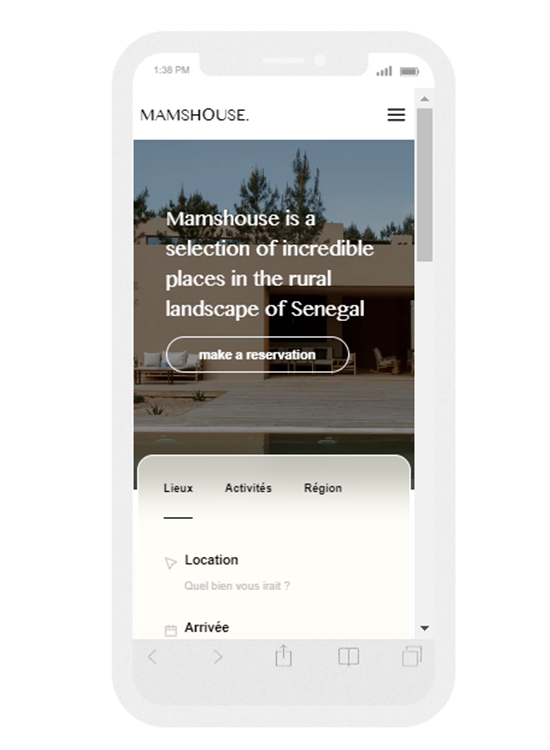 1:38 PM
MAMSHOUSE.
Mamshouse is a
selection of incredible
places in the rural
landscape of Senegal
make a reservation
Lieux Activités Région
Location
Quel bien vous irait ?
Arrivée